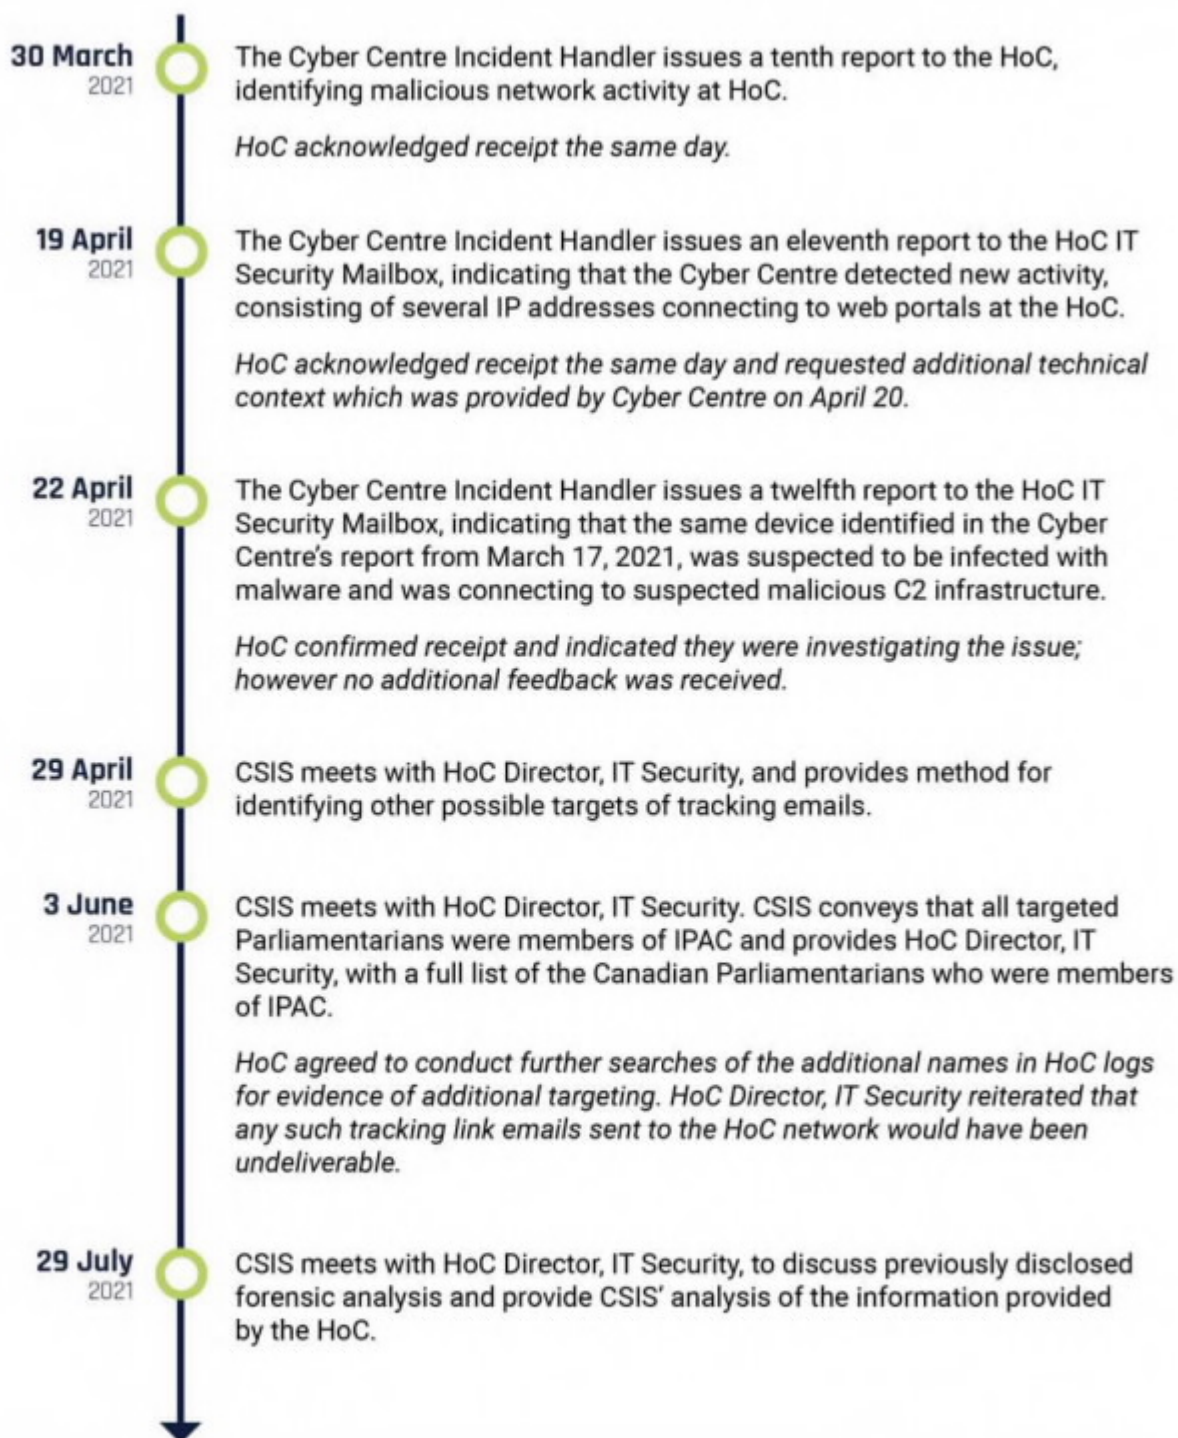 30 March
2021
The Cyber Centre Incident Handler issues a tenth report to the HoC,
identifying malicious network activity at HoC.
HoC acknowledged receipt the same day.
19 April
2021
The Cyber Centre Incident Handler issues an eleventh report to the HoC IT
Security Mailbox, indicating that the Cyber Centre detected new activity,
consisting of several IP addresses connecting to web portals at the HoC.
HoC acknowledged receipt the same day and requested additional technical
context which was provided by Cyber Centre on April 20.
22 April
2021
The Cyber Centre Incident Handler issues a twelfth report to the HoC IT
Security Mailbox, indicating that the same device identified in the Cyber
Centre's report from March 17, 2021, was suspected to be infected with
malware and was connecting to suspected malicious C2 infrastructure.
HoC confirmed receipt and indicated they were investigating the issue;
however no additional feedback was received.
29 April
2021
CSIS meets with HoC Director, IT Security, and provides method for
identifying other possible targets of tracking emails.
3 June
2021
CSIS meets with HoC Director, IT Security. CSIS conveys that all targeted
Parliamentarians were members of IPAC and provides HoC Director, IT
Security, with a full list of the Canadian Parliamentarians who were members
of IPAC.
HoC agreed to conduct further searches of the additional names in HoC logs
for evidence of additional targeting. HoC Director, IT Security reiterated that
any such tracking link emails sent to the HoC network would have been
undeliverable.
29 July
2021
CSIS meets with HoC Director, IT Security, to discuss previously disclosed
forensic analysis and provide CSIS' analysis of the information provided
by the HoC.